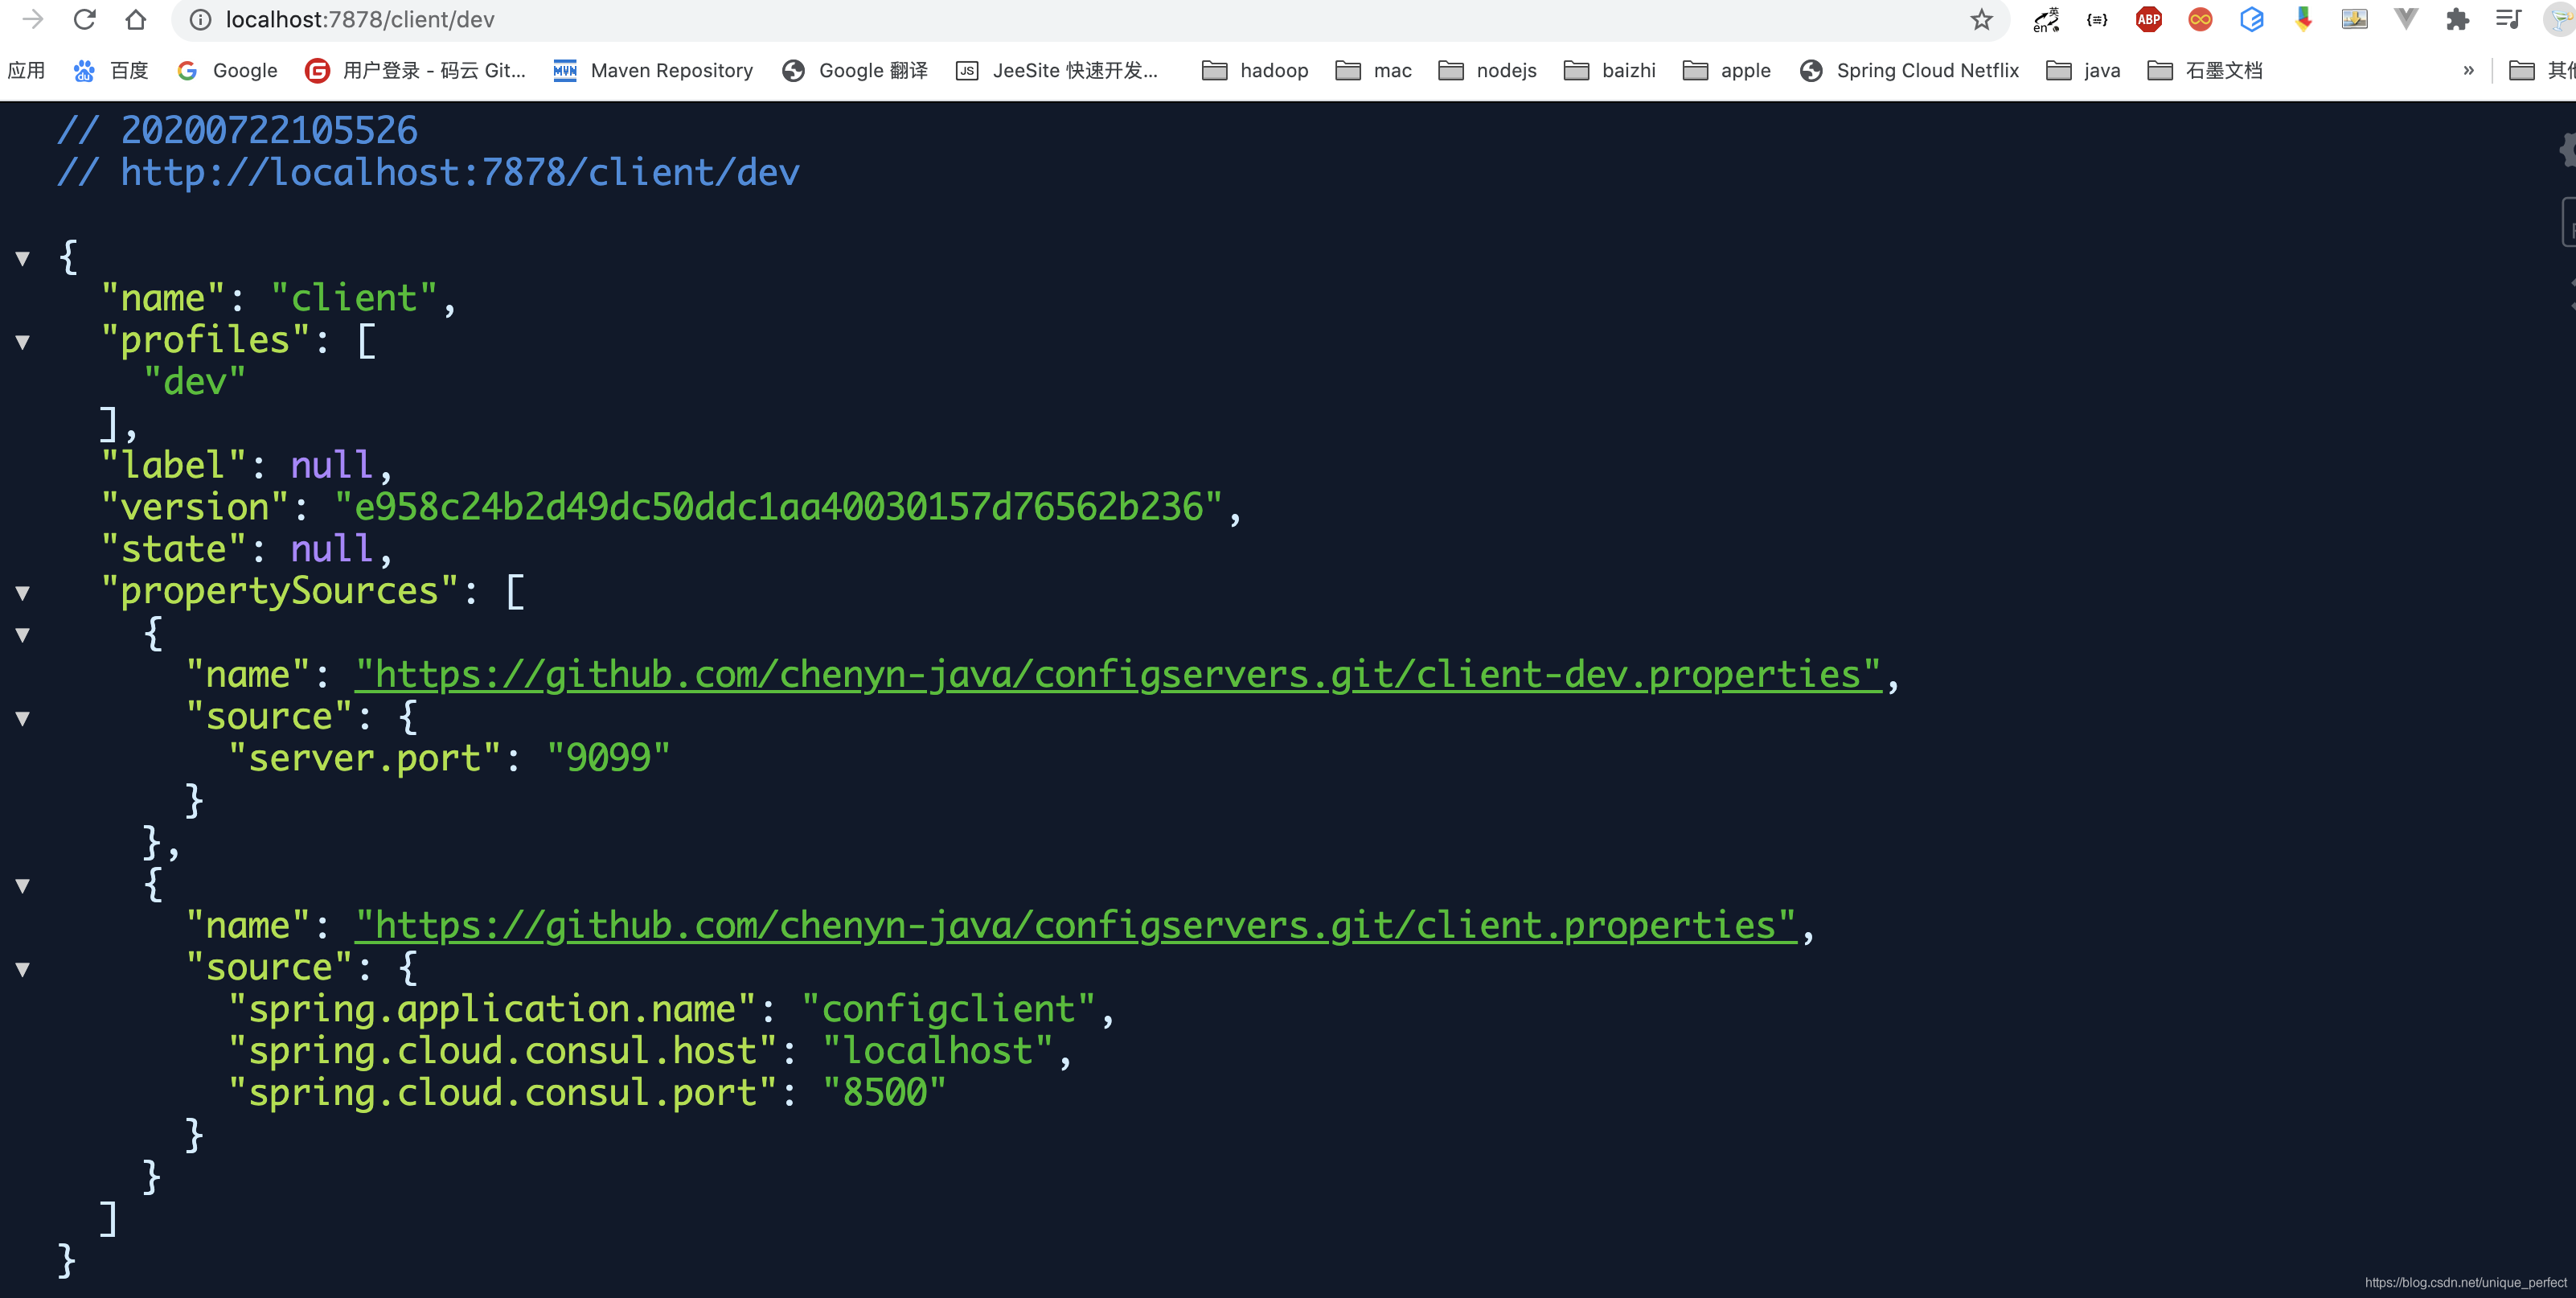 localhost:7878/client/dev
应用 百度 Google 用户登录 - 码云 Git... Maven Repository Google 翻译 JeeSite 快速开发... hadoop mac nodejs baizhi apple Spring Cloud Netflix java 石墨文档 » 其他
// 20200722105526
// http://localhost:7878/client/dev
{
"name": "client",
"profiles": [
"dev"
],
"label": null,
"version": "e958c24b2d49dc50ddc1aa40030157d76562b236",
"state": null,
"propertySources": [
{
"name": "https://github.com/chenyn-java/configservers.git/client-dev.properties",
"source": {
"server.port": "9099"
}
},
{
"name": "https://github.com/chenyn-java/configservers.git/client.properties",
"source": {
"spring.application.name": "configclient",
"spring.cloud.consul.host": "localhost",
"spring.cloud.consul.port": "8500"
}
}
]
}
https://blog.csdn.net/unique_perfect